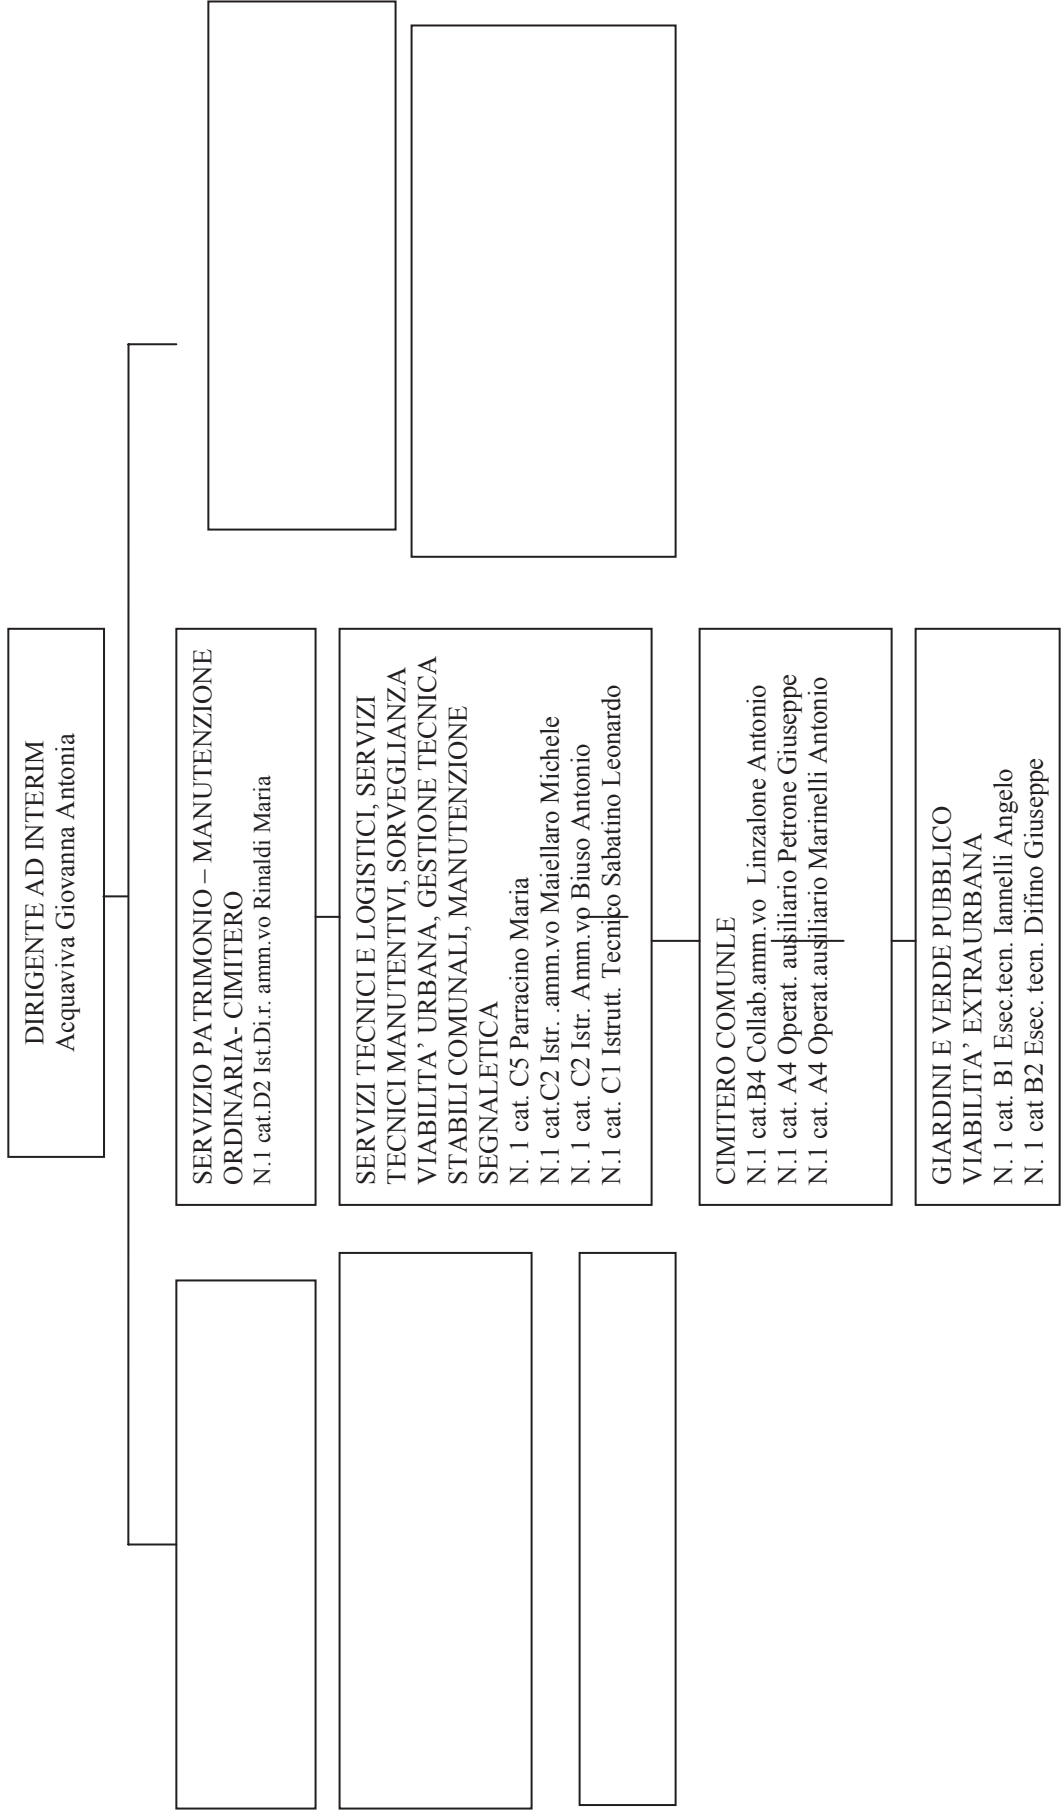 DIRIGENTE AD INTERIM
Acquaviva Giovanna Antonia
SERVIZIO PATRIMONIO – MANUTENZIONE
ORDINARIA- CIMITERO
N.1 cat.D2 Ist.Di.r. amm.vo Rinaldi Maria
SERVIZI TECNICI E LOGISTICI, SERVIZI
TECNICI MANUTENTIVI, SORVEGLIANZA
VIABILITA’ URBANA, GESTIONE TECNICA
STABILI COMUNALI, MANUTENZIONE
SEGNALETICA
N. 1 cat. C5 Parracino Maria
N.1 cat.C2 Istr. .amm.vo Maiellaro Michele
N. 1 cat. C2 Istr. Amm.vo Biuso Antonio
N.1 cat. C1 Istrutt. Tecnico Sabatino Leonardo
CIMITERO COMUNLE
N.1 cat.B4 Collab.amm.vo Linzalone Antonio
N.1 cat. A4 Operat. ausiliario Petrone Giuseppe
N.1 cat. A4 Operat.ausiliario Marinelli Antonio
GIARDINI E VERDE PUBBLICO
VIABILITA’ EXTRAURBANA
N. 1 cat. B1 Esec.tecn. Iannelli Angelo
N. 1 cat B2 Esec. tecn. Difino Giuseppe